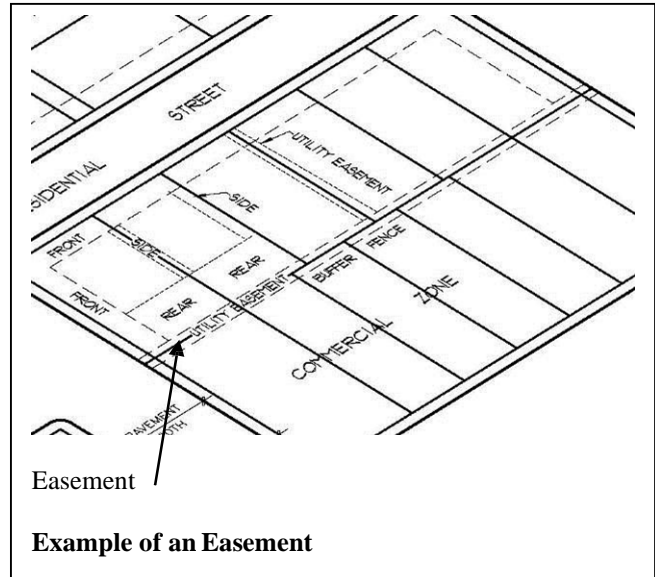 STREET
SIDENTIAL
UTILITY EASEMENT
SIDE
FRONT
SIDE
FRONT
REAR
REAR
UTILITY EASEMENT
BUFFER FENCE
COMMERCIAL ZONE
PAVEMENT
Easement
Example of an Easement